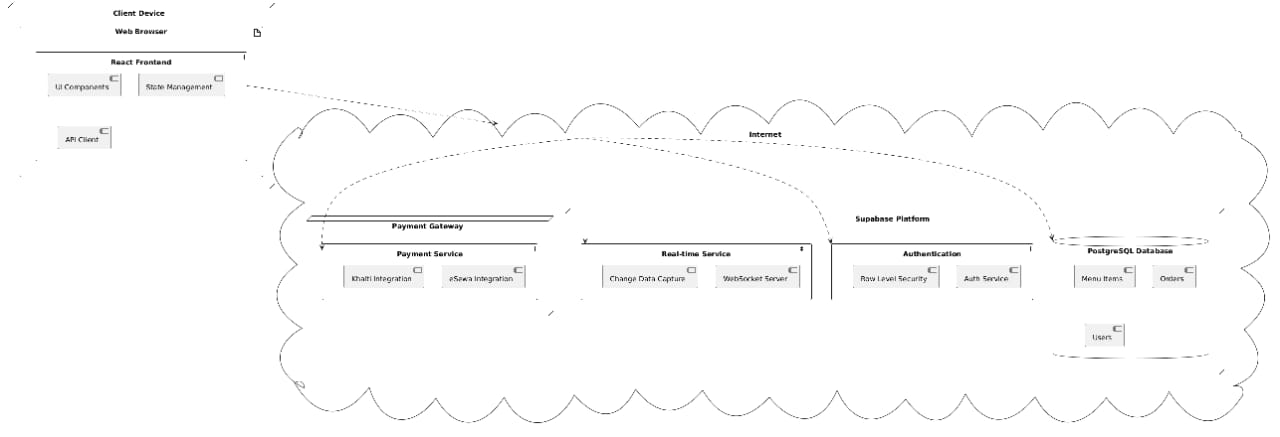 Client Device
Web Browser
React Frontend
UI Components
State Management
API Client
Internet
Supabase Platform
Payment Gateway
Payment Service
Real-time Service
Authentication
PostgreSQL Database
Khalti Integration
eSewa Integration
Change Data Capture
WebSocket Server
Row Level Security
Auth Service
Menu Items
Orders
Users